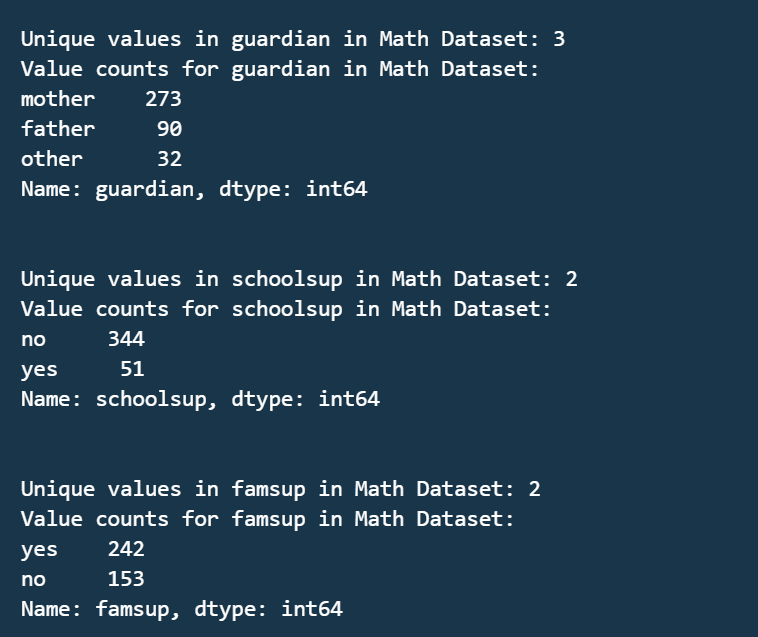 Unique values in guardian in Math Dataset: 3
Value counts for guardian in Math Dataset:
mother    273
father     90
other      32
Name: guardian, dtype: int64
Unique values in schoolsup in Math Dataset: 2
Value counts for schoolsup in Math Dataset:
no     344
yes     51
Name: schoolsup, dtype: int64
Unique values in famsup in Math Dataset: 2
Value counts for famsup in Math Dataset:
yes    242
no     153
Name: famsup, dtype: int64